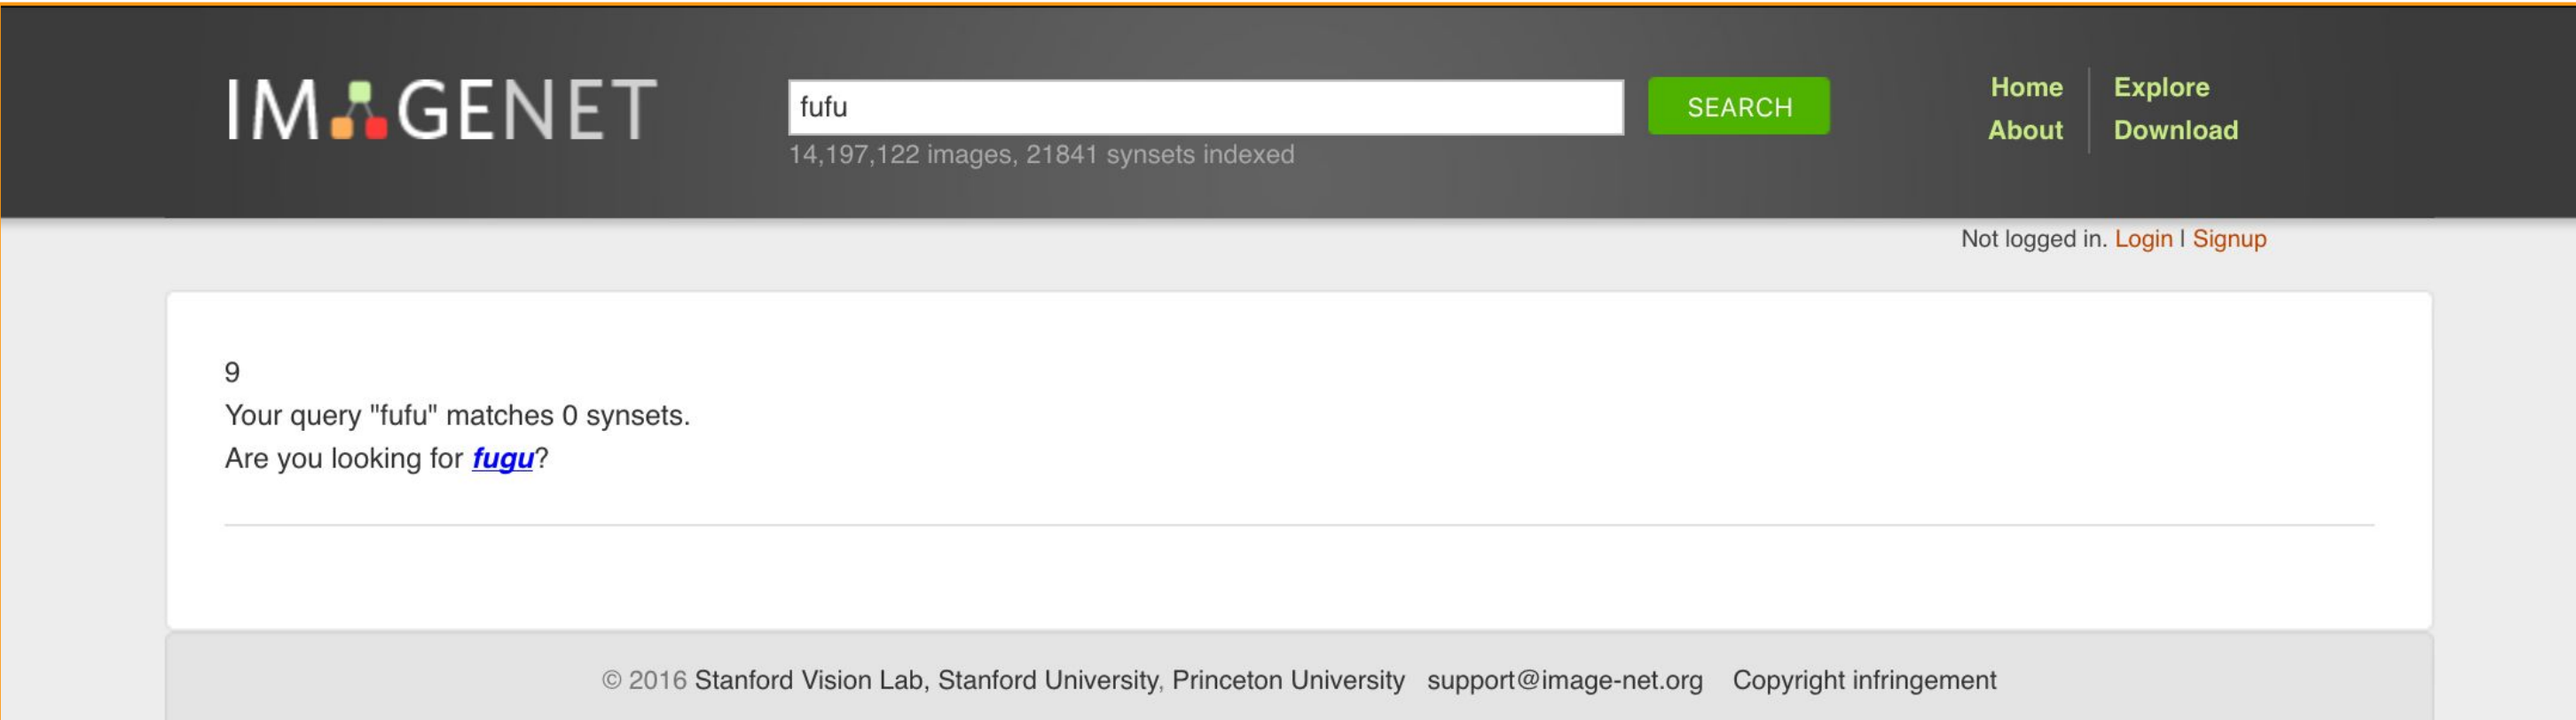 IMAGENET
fufu
SEARCH
14,197,122 images, 21841 synsets indexed
Home
Explore
About
Download
Not logged in. Login I Signup
9
Your query "fufu" matches 0 synsets.
Are you looking for fugu?
© 2016 Stanford Vision Lab, Stanford University, Princeton University support@image-net.org Copyright infringement